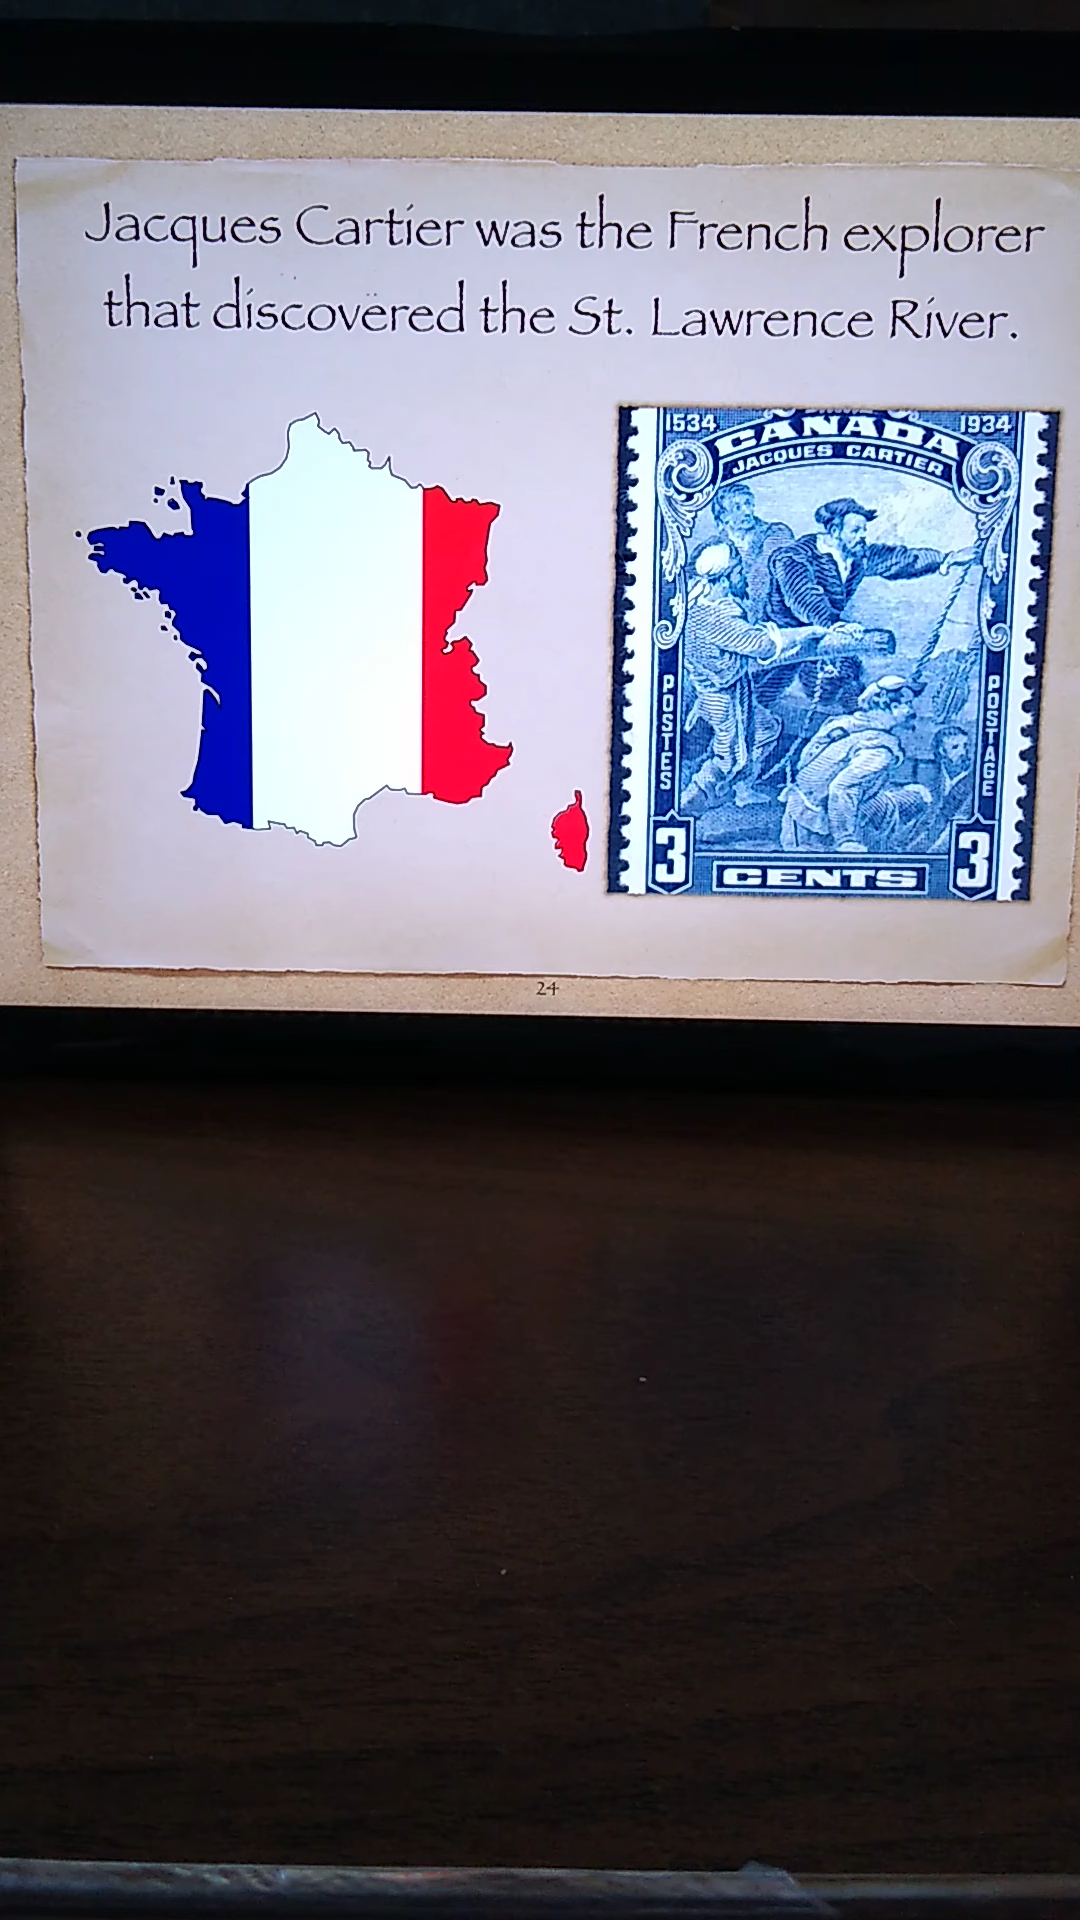 Jacques Cartier was the French explorer
that discovered the St. Lawrence River.
1534 1934
CANADA
JACQUES CARTIER
POSTES
POSTAGE
3 3
CENTS
24